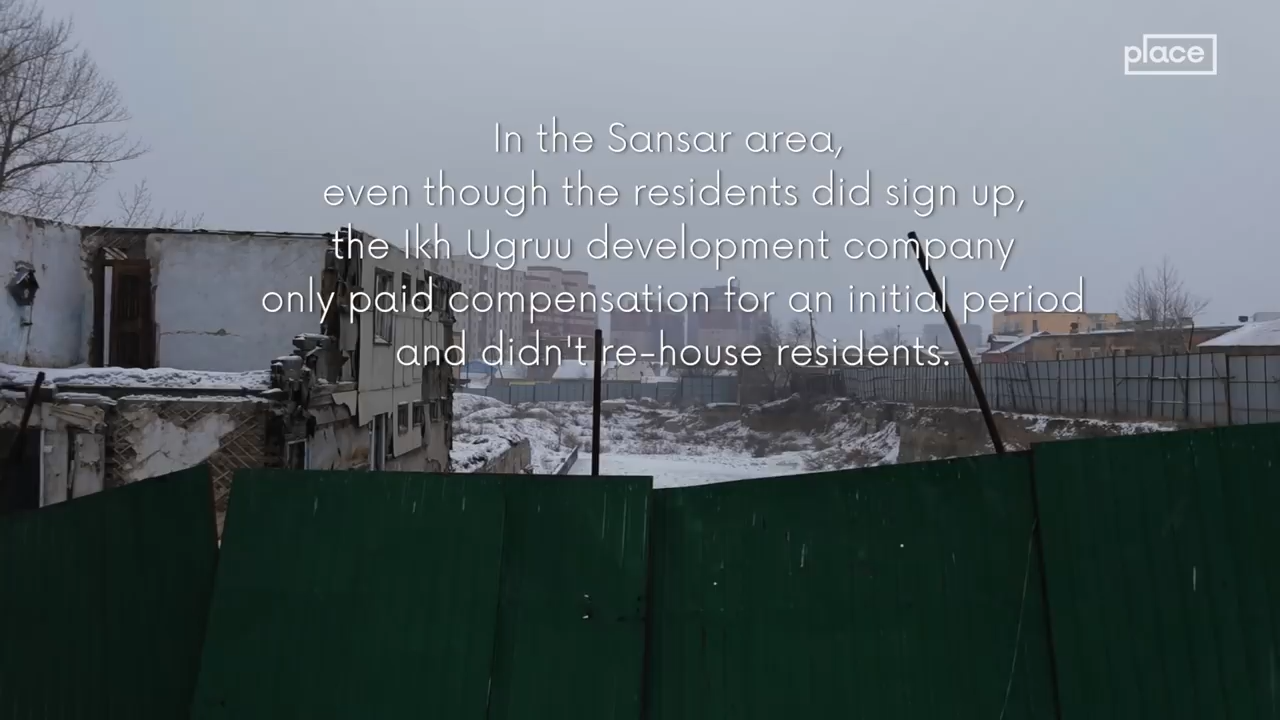 place
In the Sansar area,
even though the residents did sign up,
the Ikh Ugruu development company
only paid compensation for an initial period
and didn't re-house residents.